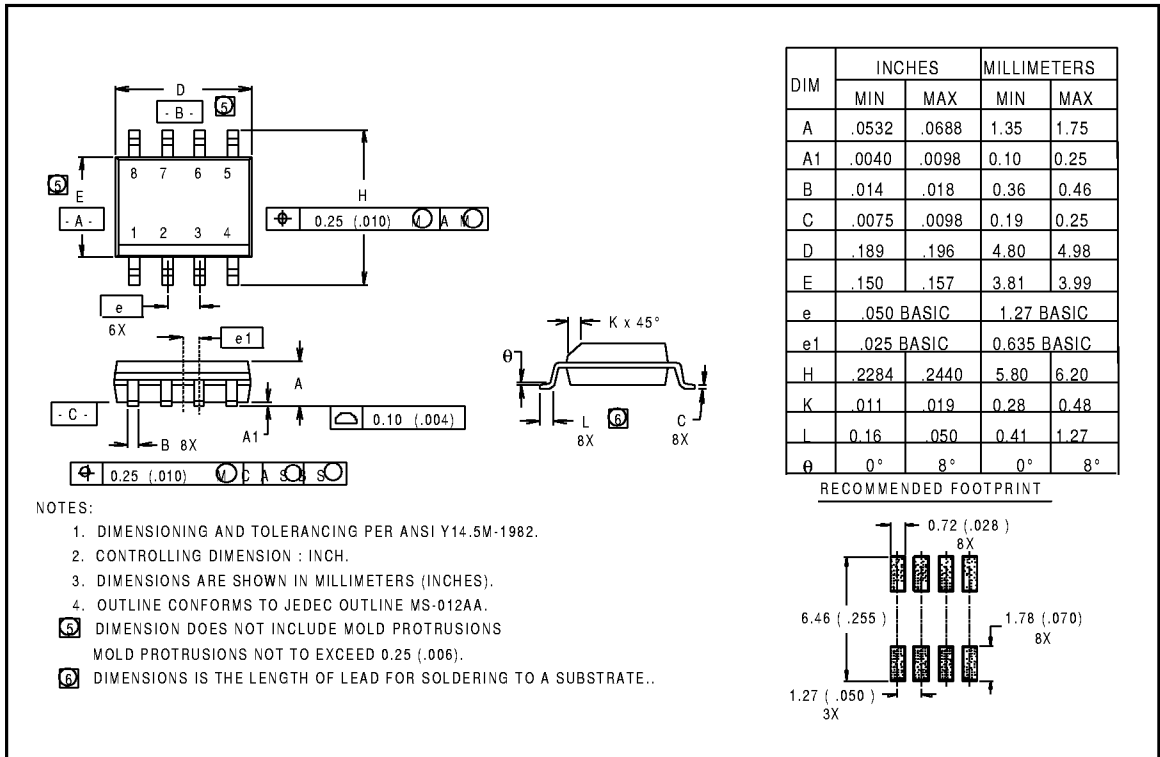 D
- B -
5
8 7 6 5
5
E
- A -
H
⌖ 0.25 (.010) Ⓜ A Ⓜ
1 2 3 4
e
6X
e1
A
- C -
A1
B 8X
0.10 (.004)
⌖ 0.25 (.010) Ⓜ C A Ⓢ B Ⓢ
K x 45°
θ
L
8X
6
C
8X
DIM INCHES MILLIMETERS
MIN MAX MIN MAX
A .0532 .0688 1.35 1.75
A1 .0040 .0098 0.10 0.25
B .014 .018 0.36 0.46
C .0075 .0098 0.19 0.25
D .189 .196 4.80 4.98
E .150 .157 3.81 3.99
e .050 BASIC 1.27 BASIC
e1 .025 BASIC 0.635 BASIC
H .2284 .2440 5.80 6.20
K .011 .019 0.28 0.48
L 0.16 .050 0.41 1.27
θ 0° 8° 0° 8°
RECOMMENDED FOOTPRINT
0.72 (.028 )
8X
6.46 ( .255 )
1.78 (.070)
8X
1.27 ( .050 )
3X
NOTES:
1. DIMENSIONING AND TOLERANCING PER ANSI Y14.5M-1982.
2. CONTROLLING DIMENSION : INCH.
3. DIMENSIONS ARE SHOWN IN MILLIMETERS (INCHES).
4. OUTLINE CONFORMS TO JEDEC OUTLINE MS-012AA.
5 DIMENSION DOES NOT INCLUDE MOLD PROTRUSIONS
MOLD PROTRUSIONS NOT TO EXCEED 0.25 (.006).
6 DIMENSIONS IS THE LENGTH OF LEAD FOR SOLDERING TO A SUBSTRATE..